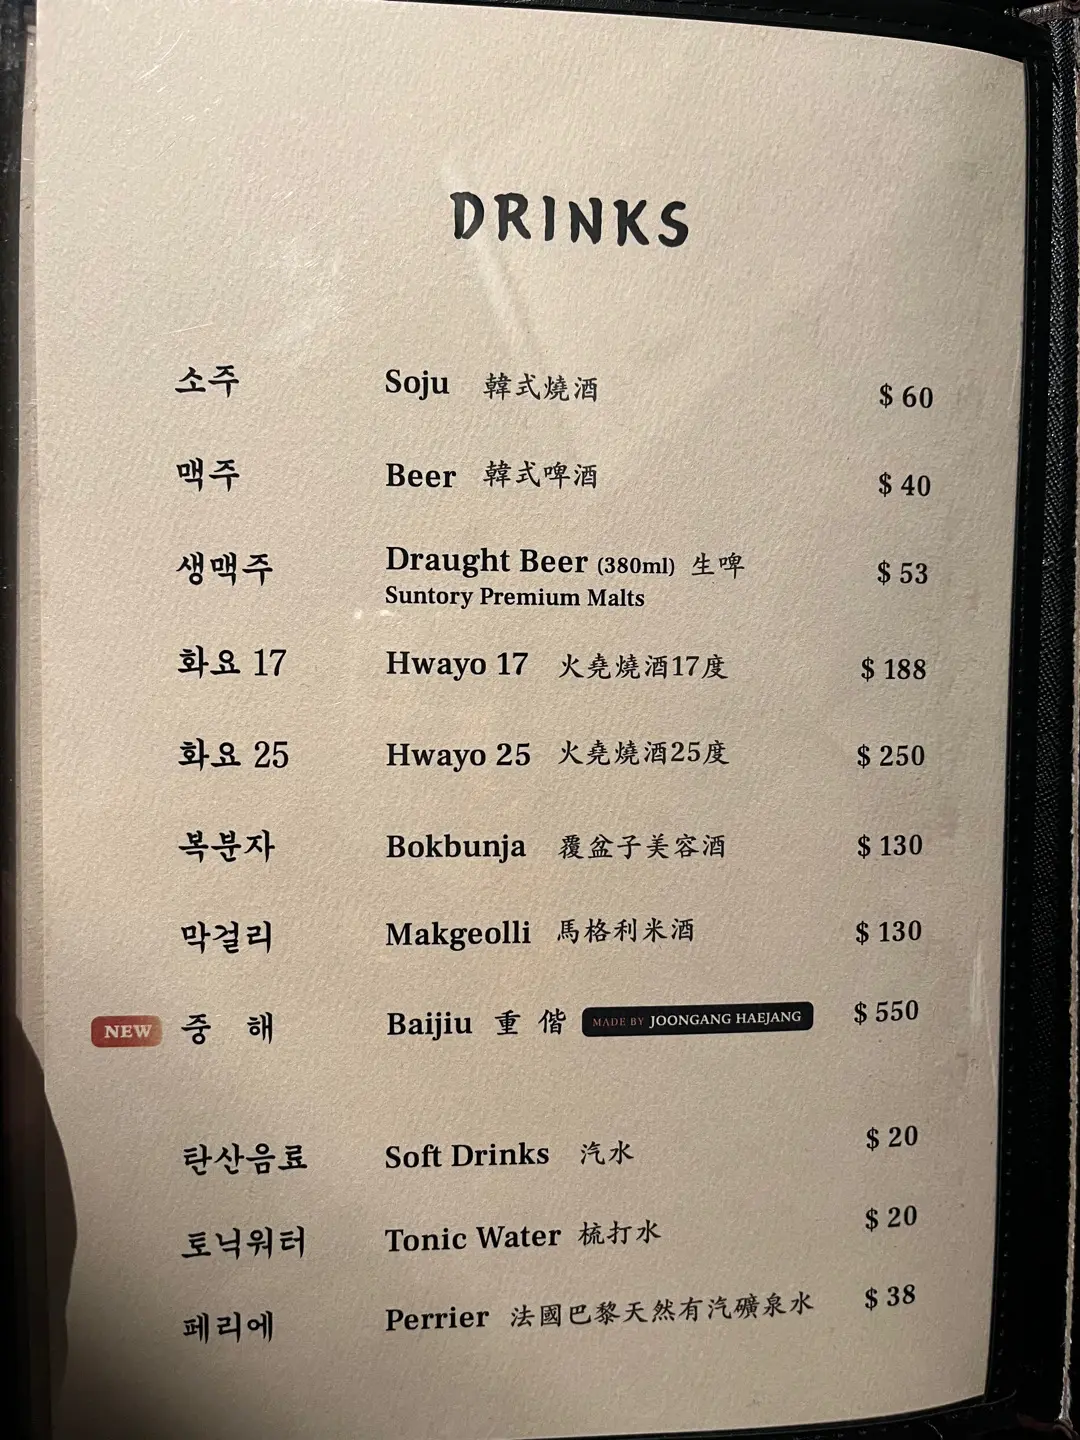 DRINKS
소주 Soju 韓式燒酒 $ 60
맥주 Beer 韓式啤酒 $ 40
생맥주 Draught Beer (380ml) 生啤 $ 53
Suntory Premium Malts
화요 17 Hwayo 17 火堯燒酒17度 $ 188
화요 25 Hwayo 25 火堯燒酒25度 $ 250
복분자 Bokbunja 覆盆子美容酒 $ 130
막걸리 Makgeolli 馬格利米酒 $ 130
NEW 중 해 Baijiu 重 偕 MADE BY JOONGANG HAEJANG $ 550
탄산음료 Soft Drinks 汽水 $ 20
토닉워터 Tonic Water 梳打水 $ 20
페리에 Perrier 法國巴黎天然有汽礦泉水 $ 38